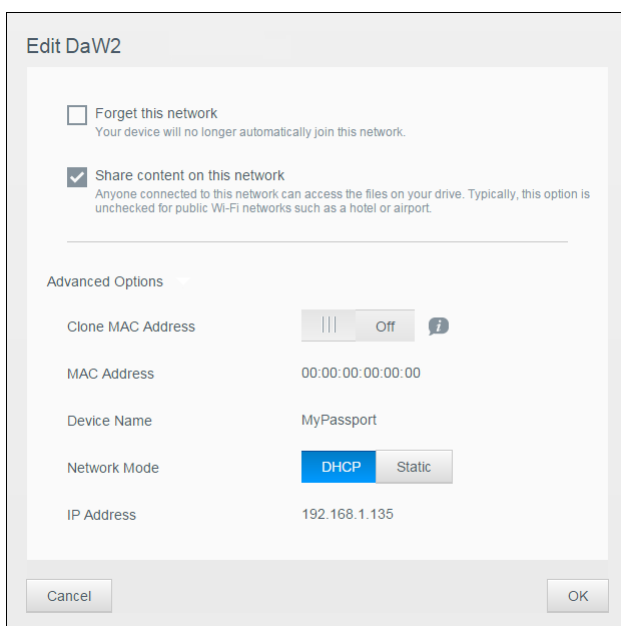 Edit DaW2
Forget this network
Your device will no longer automatically join this network.
Share content on this network
Anyone connected to this network can access the files on your drive. Typically, this option is
unchecked for public Wi-Fi networks such as a hotel or airport.
Advanced Options
Clone MAC Address Off i
MAC Address 00:00:00:00:00:00
Device Name MyPassport
Network Mode DHCP Static
IP Address 192.168.1.135
Cancel OK